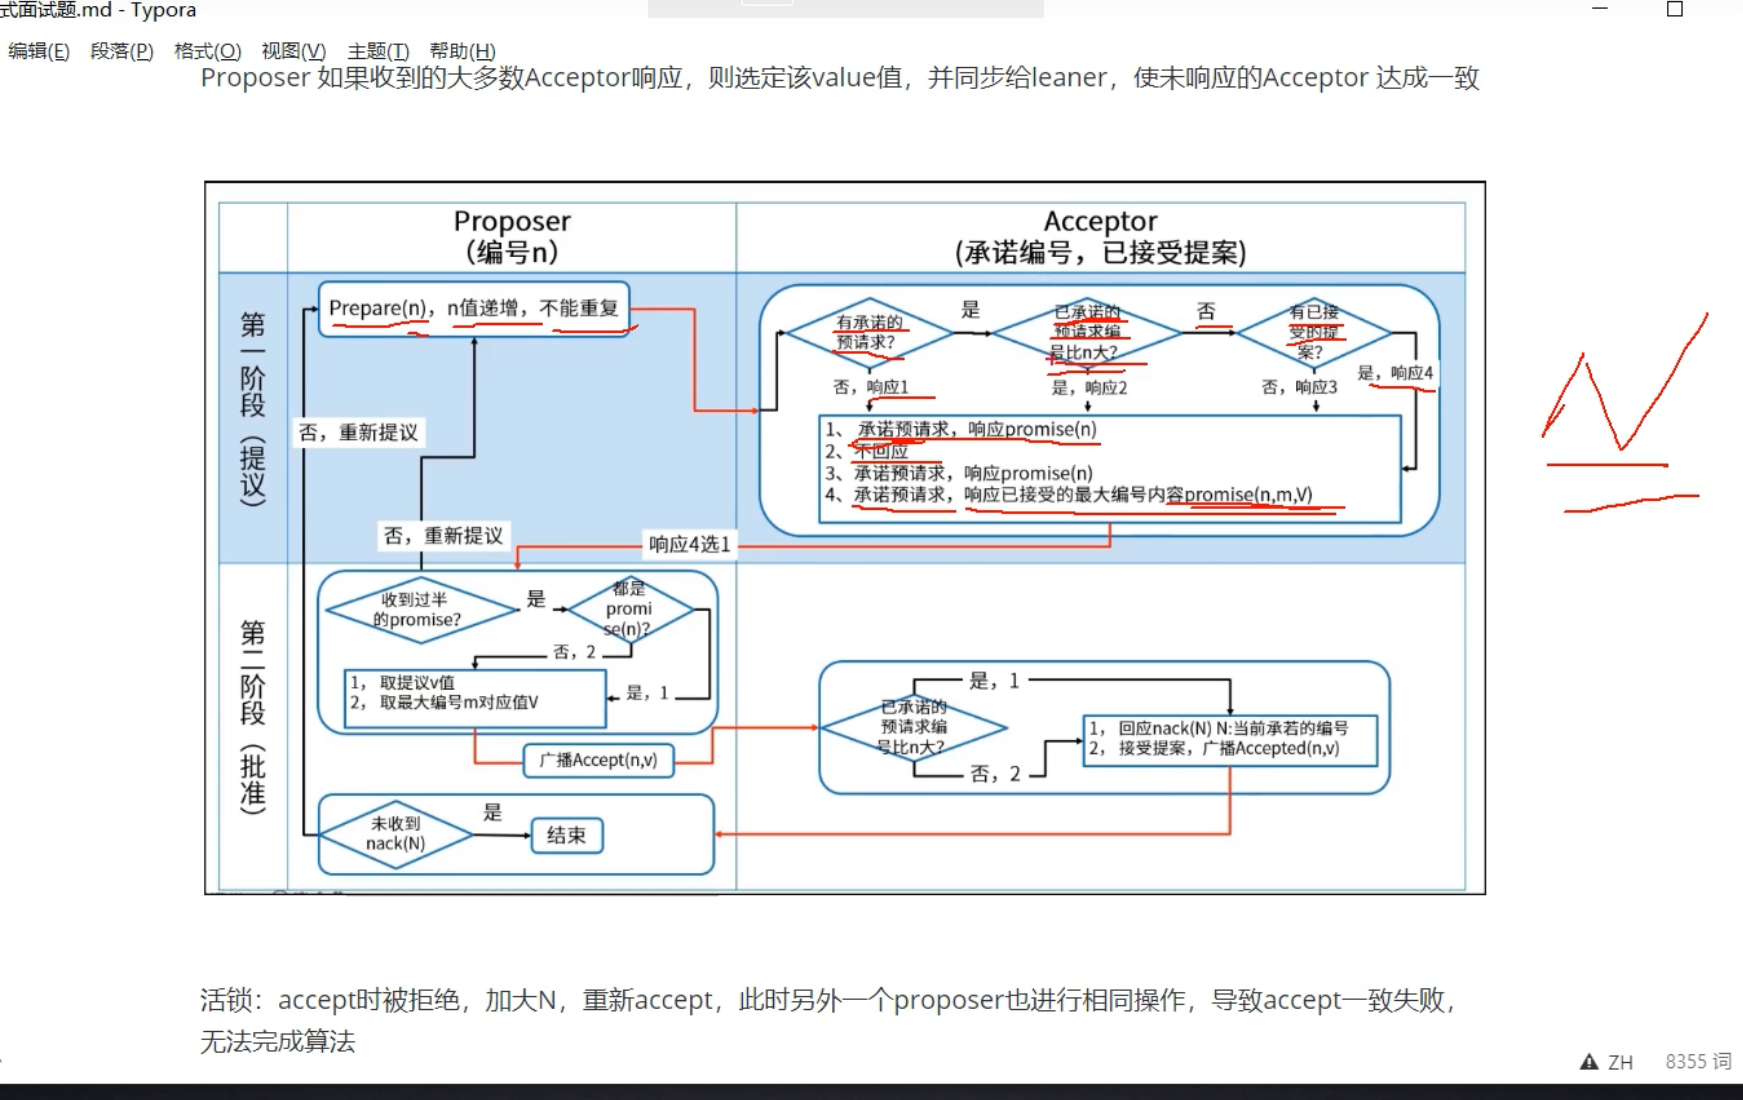 式面试题.md - Typora
编辑(E) 段落(P) 格式(O) 视图(V) 主题(T) 帮助(H)
Proposer 如果收到的大多数Acceptor响应，则选定该value值，并同步给leaner，使未响应的Acceptor 达成一致
Proposer
（编号n）
Acceptor
(承诺编号，已接受提案)
第一阶段（提议）
Prepare(n)，n值递增，不能重复
有承诺的
预请求？
是
已承诺的
预请求编
号比n大？
否
有已接
受的提
案？
否，响应1
是，响应2
否，响应3
是，响应4
1、 承诺预请求，响应promise(n)
2、不回应
3、承诺预请求，响应promise(n)
4、承诺预请求，响应已接受的最大编号内容promise(n,m,V)
否，重新提议
否，重新提议
响应4选1
第二阶段（批准）
收到过半
的promise？
是
都是
promi
se(n)？
否，2
是，1
1， 取提议v值
2， 取最大编号m对应值V
广播Accept(n,v)
是，1
已承诺的
预请求编
号比n大？
否，2
1， 回应nack(N) N:当前承若的编号
2， 接受提案，广播Accepted(n,v)
未收到
nack(N)
是
结束
N
活锁：accept时被拒绝，加大N，重新accept，此时另外一个proposer也进行相同操作，导致accept一致失败，
无法完成算法
ZH 8355 词